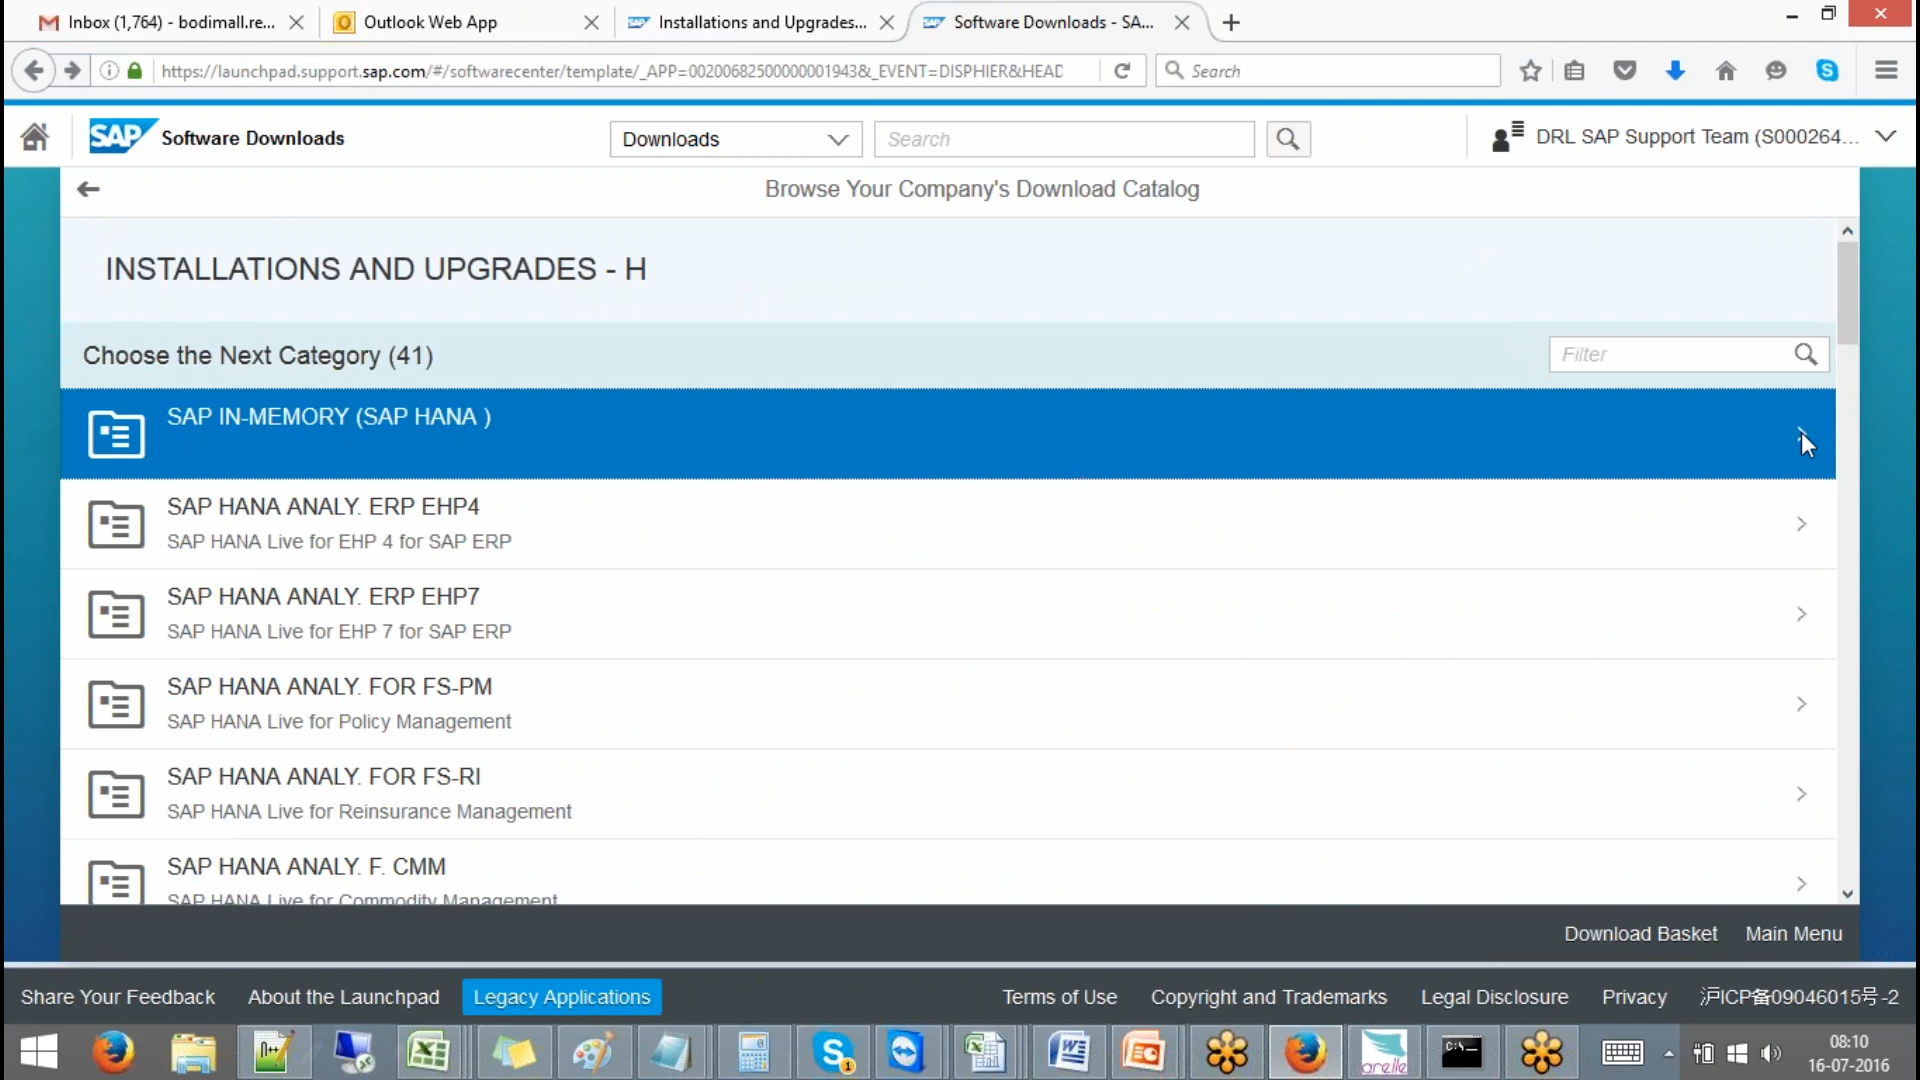 Inbox (1,764) - bodimall.re...
Outlook Web App
Installations and Upgrades...
Software Downloads - SA...
https://launchpad.support.sap.com/#/softwarecenter/template/_APP=00200682500000001943&_EVENT=DISPHIER&HEAD
Search
SAP Software Downloads
Downloads
Search
DRL SAP Support Team (S000264...
Browse Your Company's Download Catalog
INSTALLATIONS AND UPGRADES - H
Choose the Next Category (41)
Filter
SAP IN-MEMORY (SAP HANA )
SAP HANA ANALY. ERP EHP4
SAP HANA Live for EHP 4 for SAP ERP
SAP HANA ANALY. ERP EHP7
SAP HANA Live for EHP 7 for SAP ERP
SAP HANA ANALY. FOR FS-PM
SAP HANA Live for Policy Management
SAP HANA ANALY. FOR FS-RI
SAP HANA Live for Reinsurance Management
SAP HANA ANALY. F. CMM
SAP HANA Live for Commodity Management
Download Basket
Main Menu
Share Your Feedback
About the Launchpad
Legacy Applications
Terms of Use
Copyright and Trademarks
Legal Disclosure
Privacy
沪ICP备09046015号-2
arelle
08:10
16-07-2016